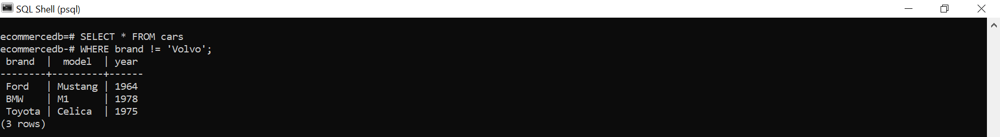 SQL Shell (psql)
ecommercedb=# SELECT * FROM cars
ecommercedb-# WHERE brand != 'Volvo';
 brand  |  model  | year
--------+---------+------
 Ford   | Mustang | 1964
 BMW    | M1      | 1978
 Toyota | Celica  | 1975
(3 rows)